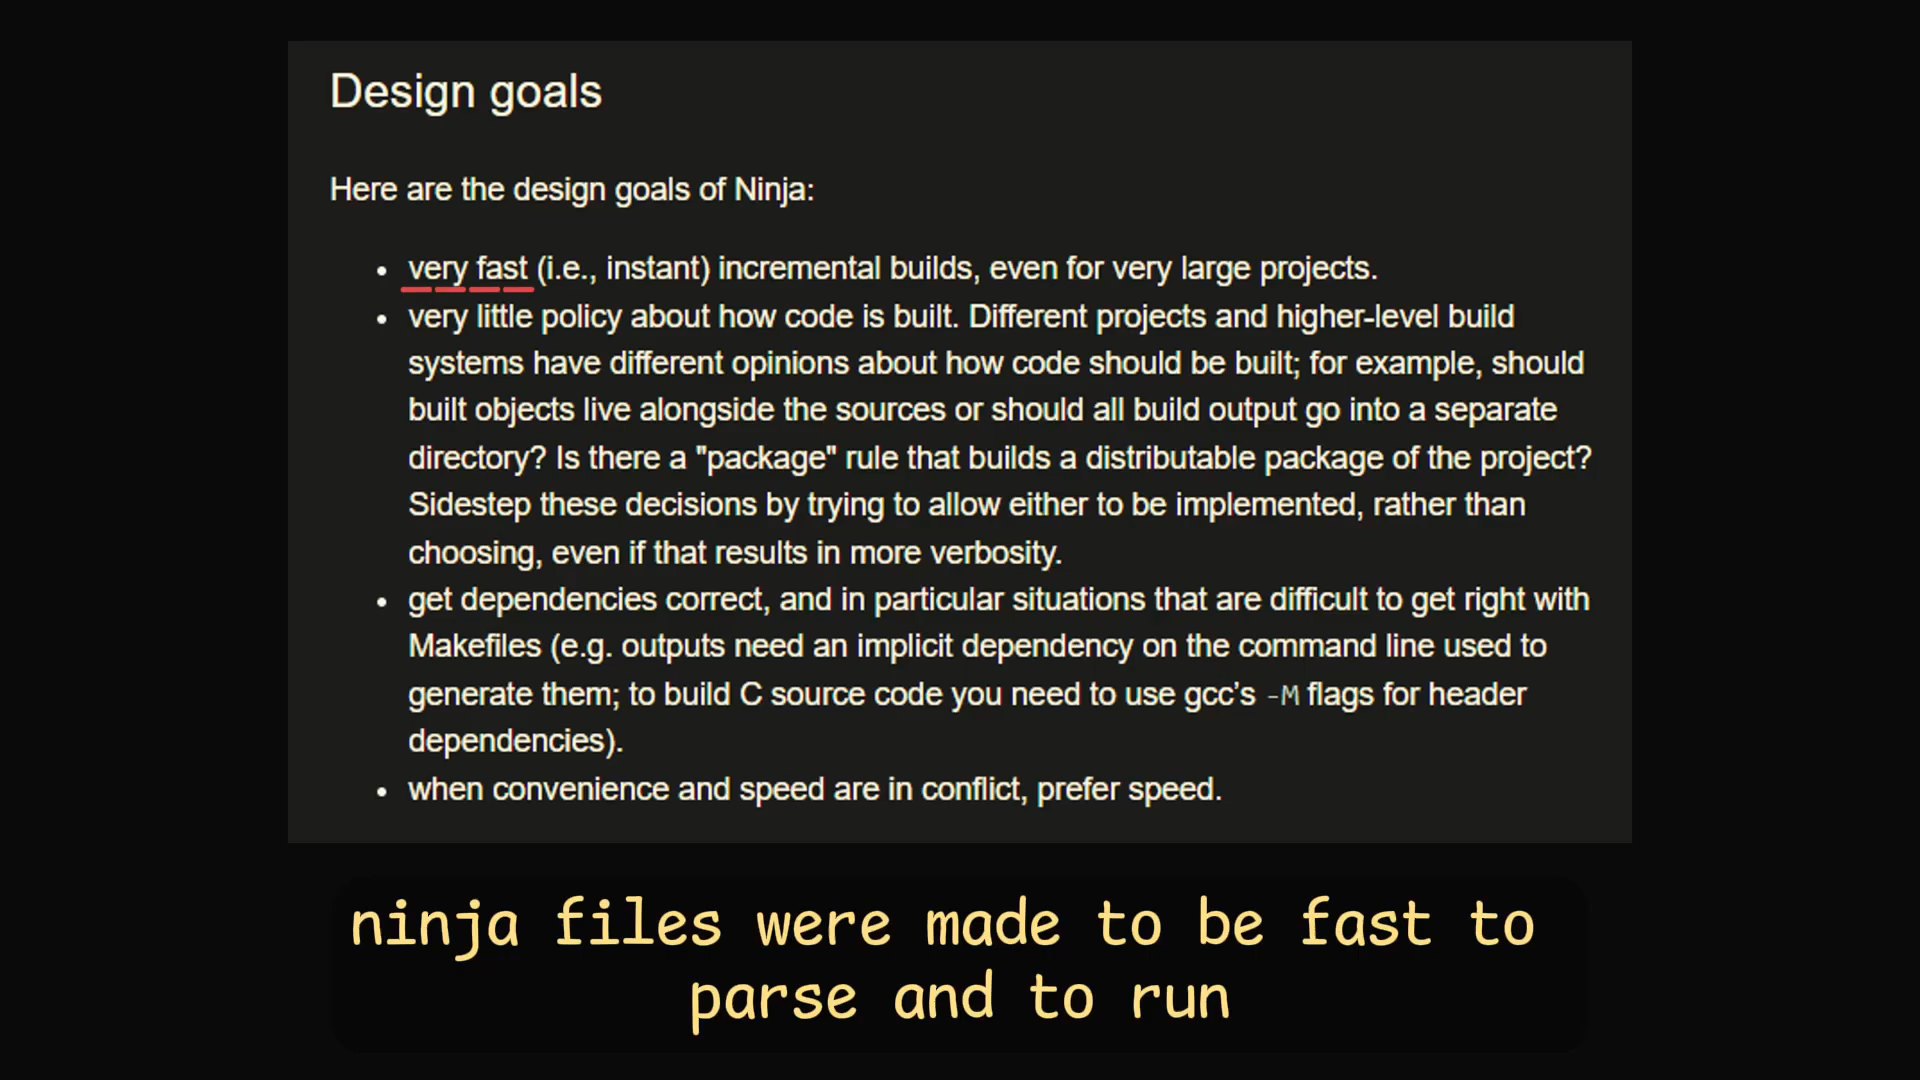 Design goals
Here are the design goals of Ninja:
• very fast (i.e., instant) incremental builds, even for very large projects.
• very little policy about how code is built. Different projects and higher-level build
systems have different opinions about how code should be built; for example, should
built objects live alongside the sources or should all build output go into a separate
directory? Is there a "package" rule that builds a distributable package of the project?
Sidestep these decisions by trying to allow either to be implemented, rather than
choosing, even if that results in more verbosity.
• get dependencies correct, and in particular situations that are difficult to get right with
Makefiles (e.g. outputs need an implicit dependency on the command line used to
generate them; to build C source code you need to use gcc’s -M flags for header
dependencies).
• when convenience and speed are in conflict, prefer speed.
ninja files were made to be fast to
parse and to run